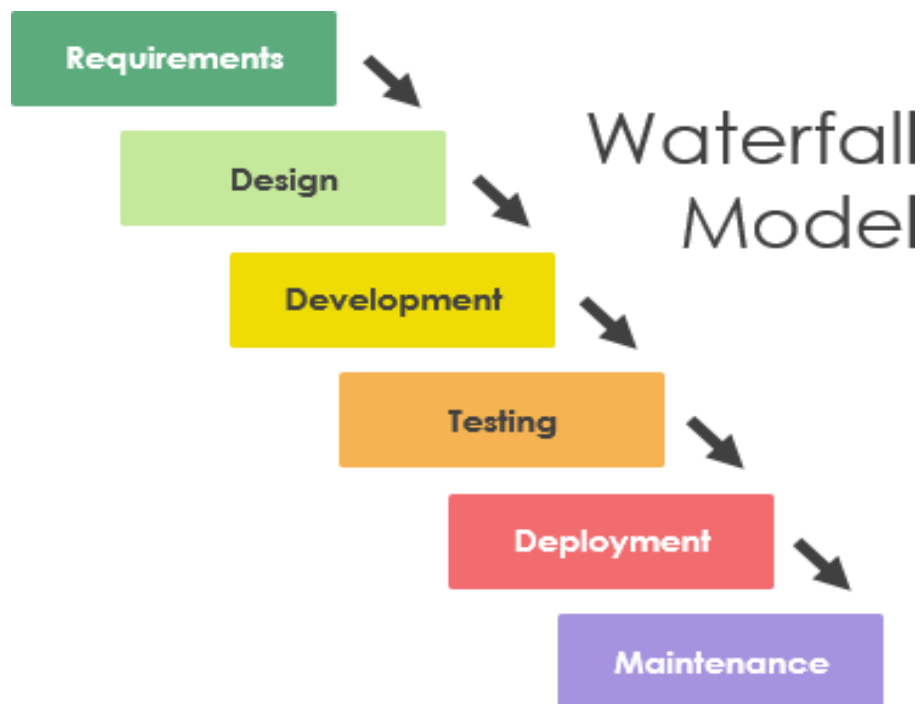 Requirements
Design
Waterfall
Model
Development
Testing
Deployment
Maintenance